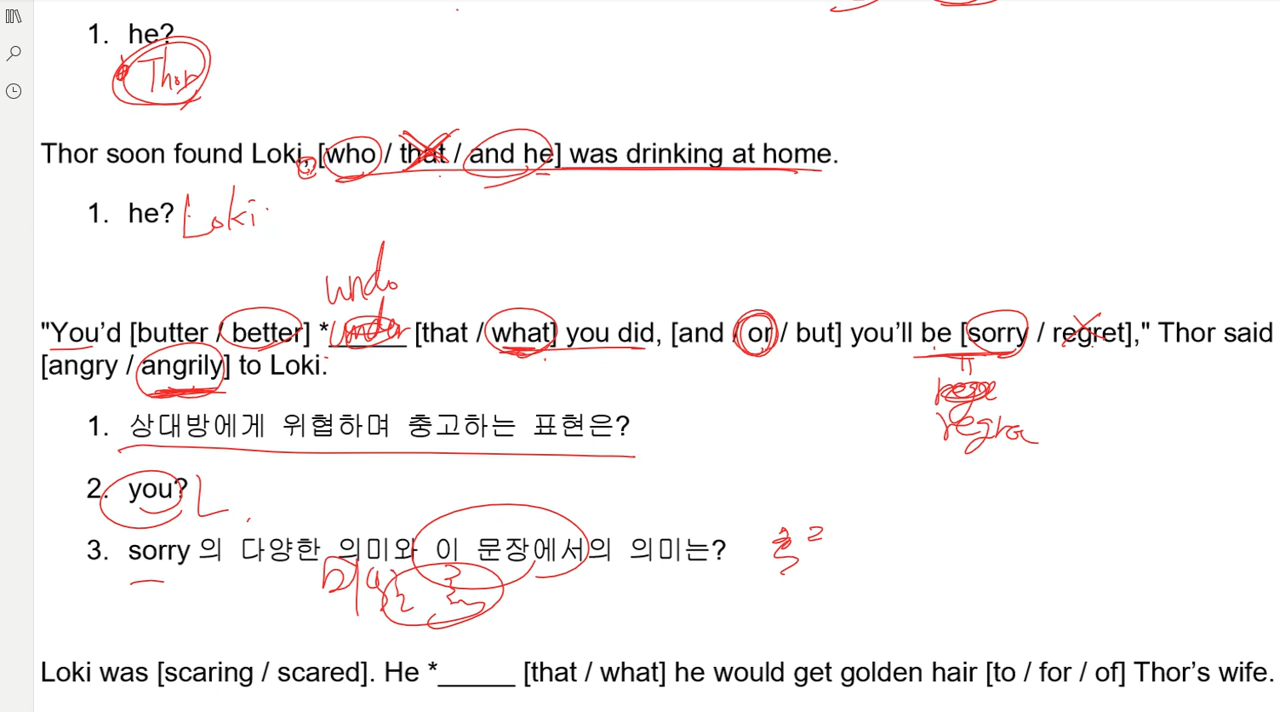 1. he?
Thor
Thor soon found Loki, [who / that / and he] was drinking at home.
1. he? Loki
undo
"You'd [butter / better] *_____ [that / what] you did, [and / or / but] you'll be [sorry / regret]," Thor said
[angry / angrily] to Loki.
1. 상대방에게 위협하며 충고하는 표현은?
2. you? L
3. sorry 의 다양한 의미와 이 문장에서의 의미는?
Loki was [scaring / scared]. He *_____ [that / what] he would get golden hair [to / for / of] Thor's wife.